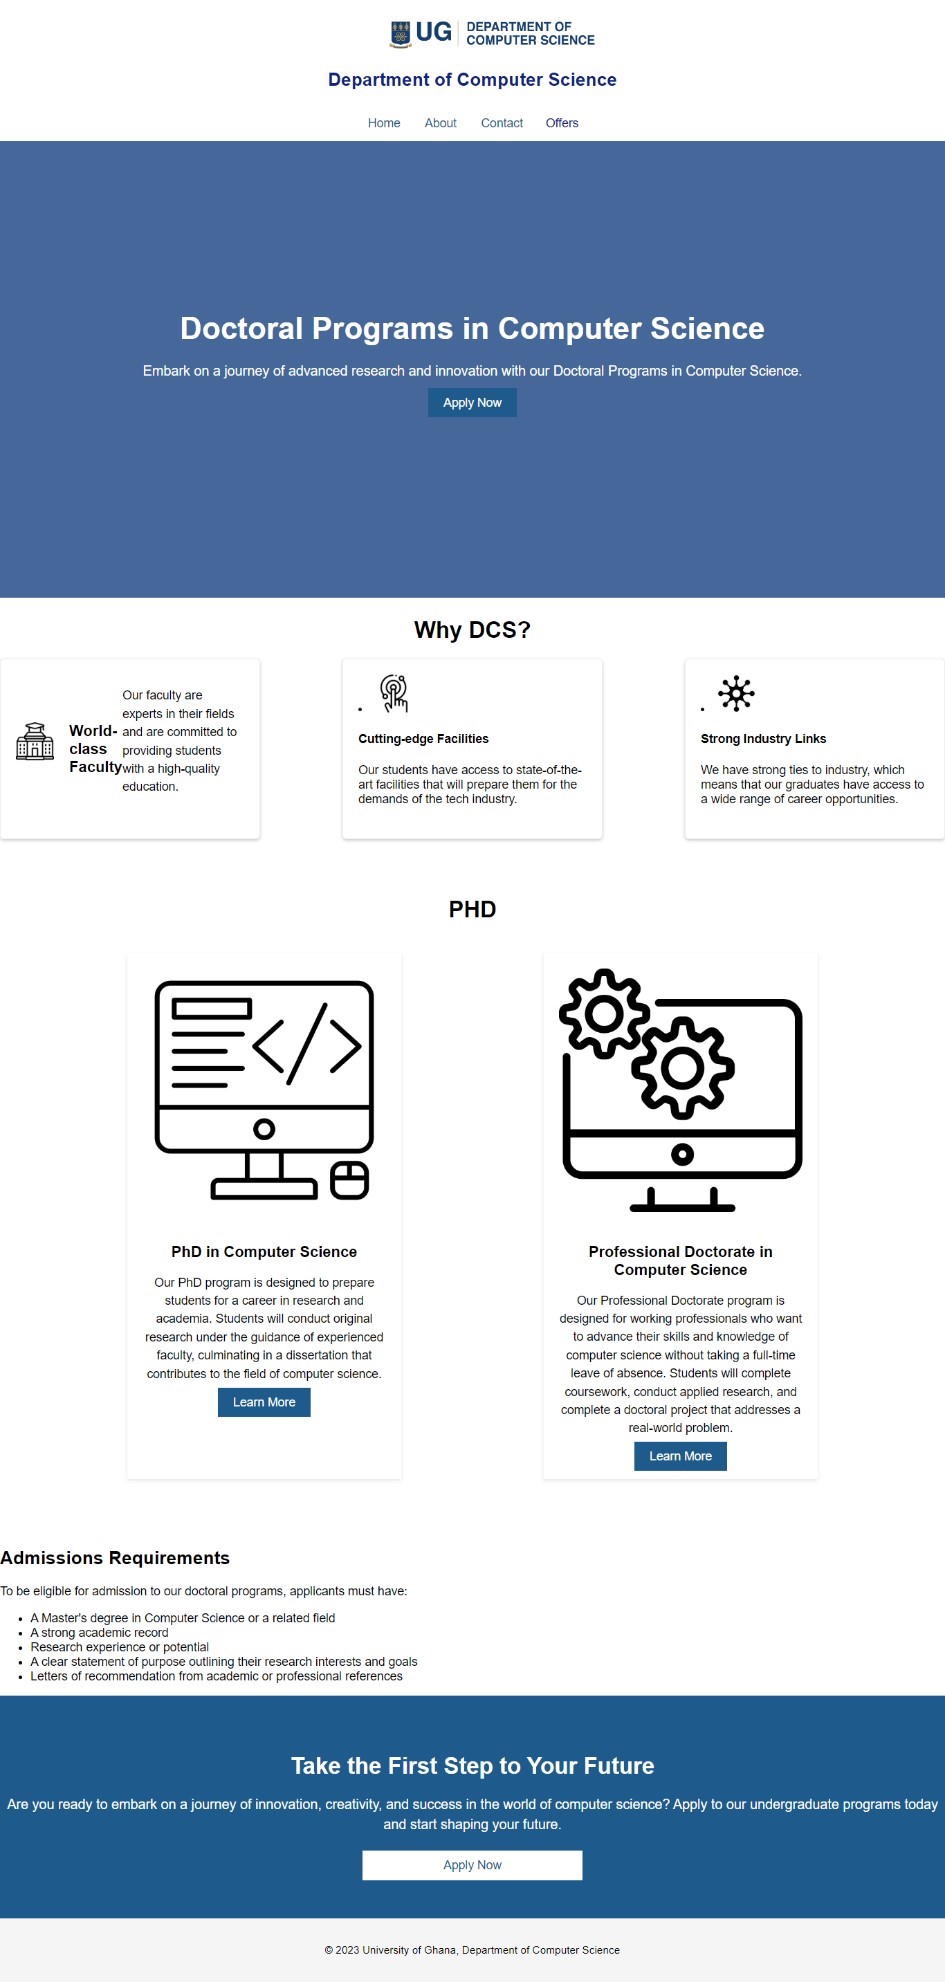 UG
DEPARTMENT OF
COMPUTER SCIENCE
Department of Computer Science
Home About Contact Offers
Doctoral Programs in Computer Science
Embark on a journey of advanced research and innovation with our Doctoral Programs in Computer Science.
Apply Now
Why DCS?
World-
class
Faculty
Our faculty are
experts in their fields
and are committed to
providing students
with a high-quality
education.
Cutting-edge Facilities
Our students have access to state-of-the-
art facilities that will prepare them for the
demands of the tech industry.
Strong Industry Links
We have strong ties to industry, which
means that our graduates have access to
a wide range of career opportunities.
PHD
PhD in Computer Science
Our PhD program is designed to prepare
students for a career in research and
academia. Students will conduct original
research under the guidance of experienced
faculty, culminating in a dissertation that
contributes to the field of computer science.
Learn More
Professional Doctorate in
Computer Science
Our Professional Doctorate program is
designed for working professionals who want
to advance their skills and knowledge of
computer science without taking a full-time
leave of absence. Students will complete
coursework, conduct applied research, and
complete a doctoral project that addresses a
real-world problem.
Learn More
Admissions Requirements
To be eligible for admission to our doctoral programs, applicants must have:
• A Master's degree in Computer Science or a related field
• A strong academic record
• Research experience or potential
• A clear statement of purpose outlining their research interests and goals
• Letters of recommendation from academic or professional references
Take the First Step to Your Future
Are you ready to embark on a journey of innovation, creativity, and success in the world of computer science? Apply to our undergraduate programs today
and start shaping your future.
Apply Now
© 2023 University of Ghana, Department of Computer Science